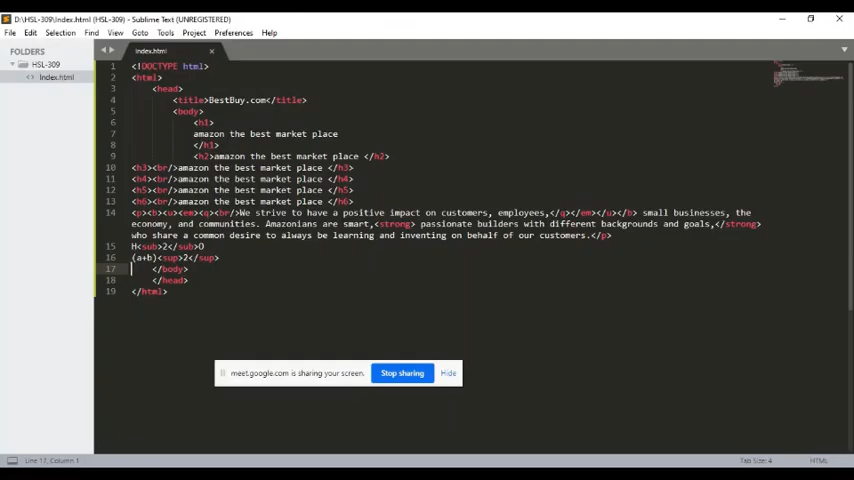 D:\HSL-309\Index.html (HSL-309) - Sublime Text (UNREGISTERED)
File Edit Selection Find View Goto Tools Project Preferences Help
FOLDERS
HSL-309
Index.html
Index.html
1 <!DOCTYPE html>
2 <html>
3 <head>
4 <title>BestBuy.com</title>
5 <body>
6 <h1>
7 amazon the best market place
8 </h1>
9 <h2>amazon the best market place </h2>
10 <h3><br/>amazon the best market place </h3>
11 <h4><br/>amazon the best market place </h4>
12 <h5><br/>amazon the best market place </h5>
13 <h6><br/>amazon the best market place </h6>
14 <p><b><u><em><q><br/>We strive to have a positive impact on customers, employees,</q></em></u></b> small businesses, the
economy, and communities. Amazonians are smart,<strong> passionate builders with different backgrounds and goals,</strong>
who share a common desire to always be learning and inventing on behalf of our customers.</p>
15 H<sub>2</sub>O
16 (a+b)<sup>2</sup>
17 </body>
18 </head>
19 </html>
meet.google.com is sharing your screen. Stop sharing Hide
Line 17, Column 1 Tab Size: 4 HTML